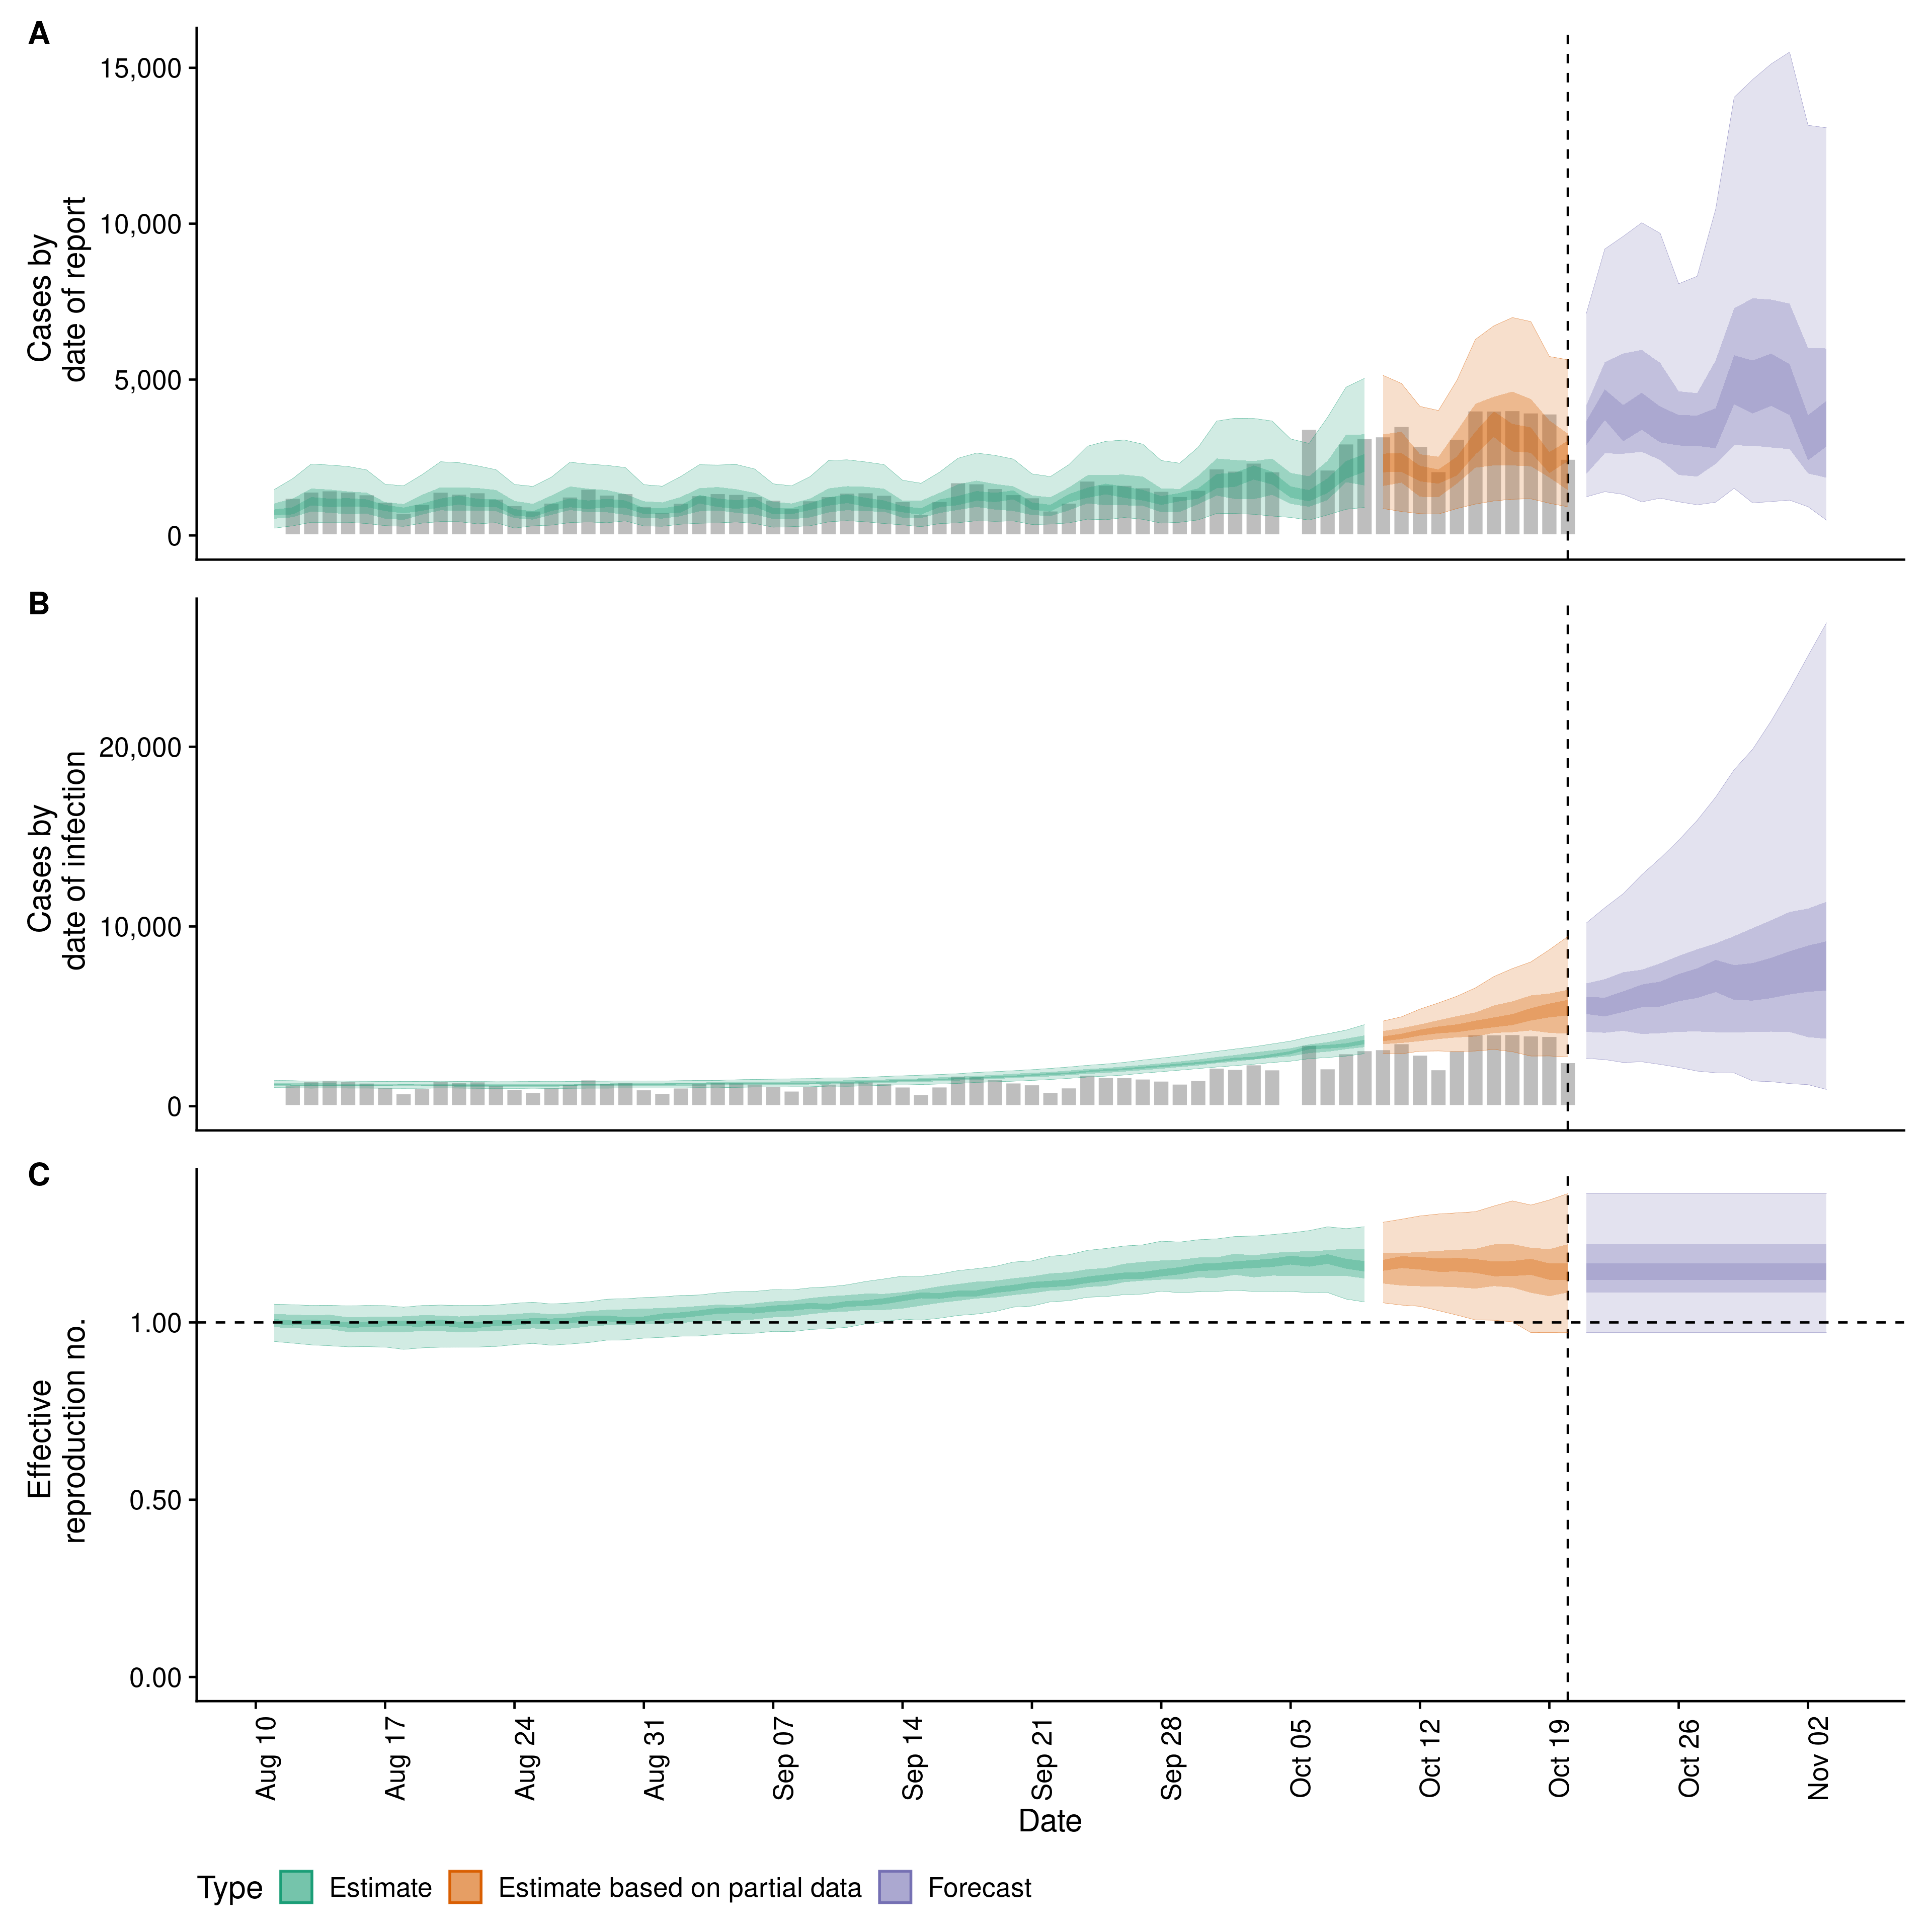 A
15,000
10,000
5,000
0
Cases by
date of report
B
20,000
10,000
0
Cases by
date of infection
C
1.00
0.50
0.00
Effective
reproduction no.
Aug 10
Aug 17
Aug 24
Aug 31
Sep 07
Sep 14
Sep 21
Sep 28
Oct 05
Oct 12
Oct 19
Oct 26
Nov 02
Date
Type Estimate Estimate based on partial data Forecast